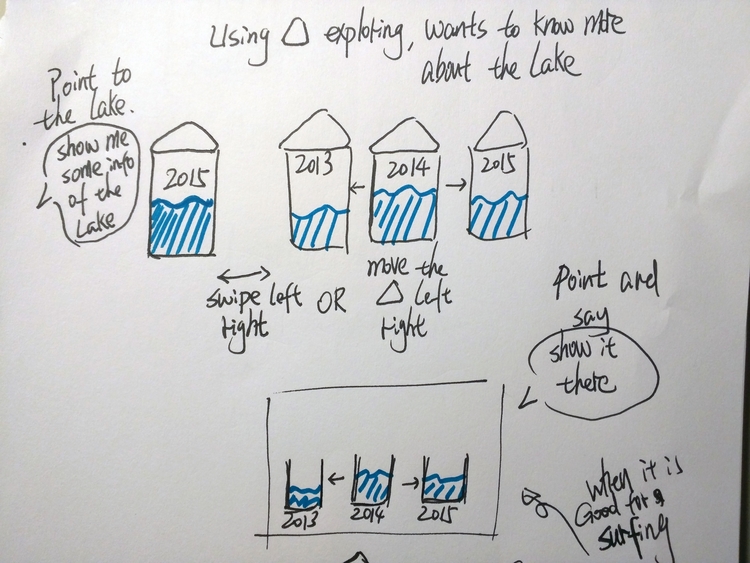 Using △ exploring, wants to know more
about the Lake
Point to
the Lake.
show me
some info
of the
Lake
2015
2013
2014
2015
swipe left
right
OR
move the
△ left
right
Point and
say
show it
there
2013
2014
2015
when it is
Good for
surfing